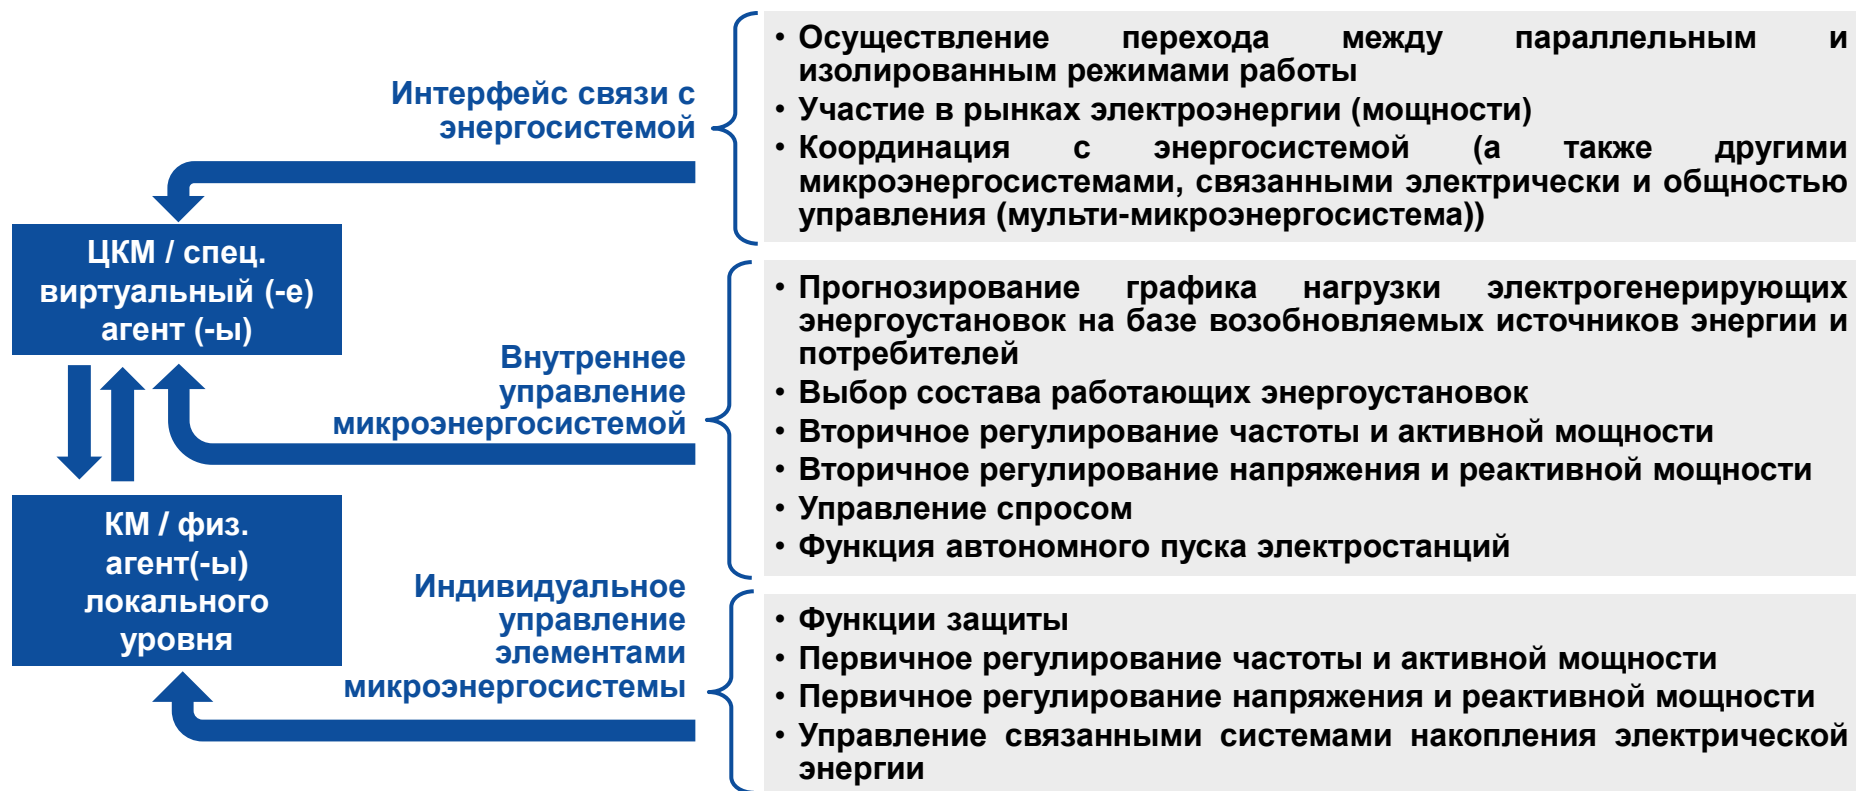 Интерфейс связи с
энергосистемой
• Осуществление перехода между параллельным и
изолированным режимами работы
• Участие в рынках электроэнергии (мощности)
• Координация с энергосистемой (а также другими
микроэнергосистемами, связанными электрически и общностью
управления (мульти-микроэнергосистема))
ЦКМ / спец.
виртуальный (-е)
агент (-ы)
Внутреннее
управление
микроэнергосистемой
• Прогнозирование графика нагрузки электрогенерирующих
энергоустановок на базе возобновляемых источников энергии и
потребителей
• Выбор состава работающих энергоустановок
• Вторичное регулирование частоты и активной мощности
• Вторичное регулирование напряжения и реактивной мощности
• Управление спросом
• Функция автономного пуска электростанций
КМ / физ.
агент(-ы)
локального
уровня
Индивидуальное
управление
элементами
микроэнергосистемы
• Функции защиты
• Первичное регулирование частоты и активной мощности
• Первичное регулирование напряжения и реактивной мощности
• Управление связанными системами накопления электрической
энергии